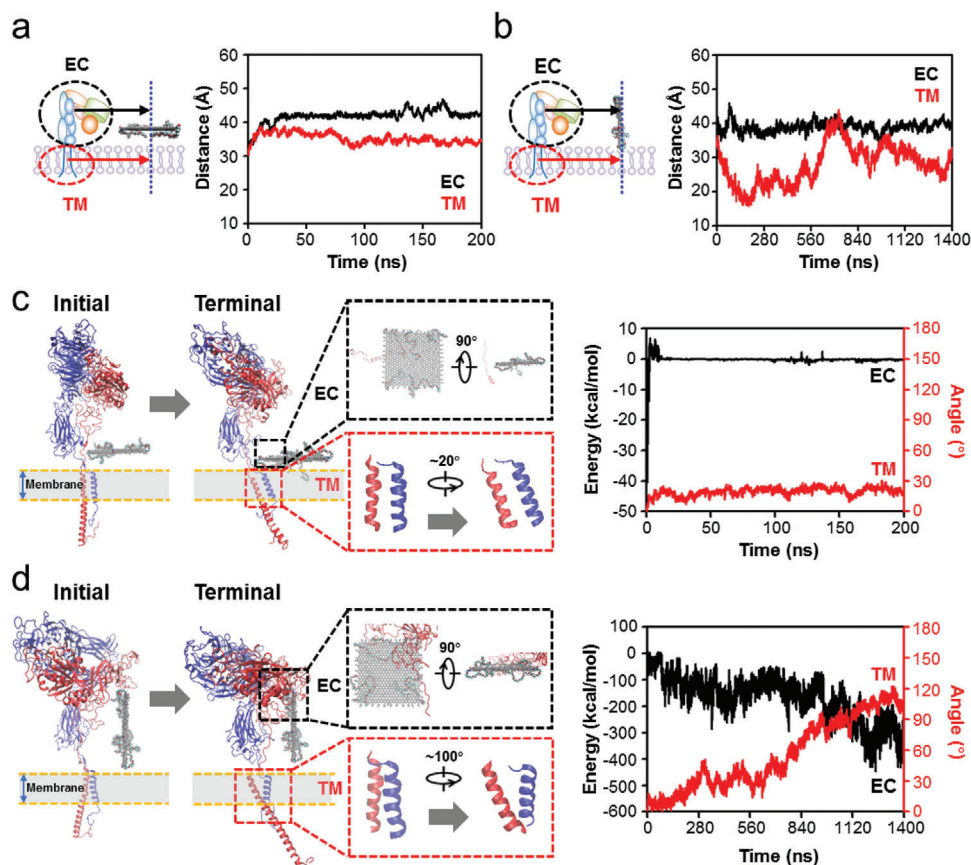 a
EC
TM
Distance (Å)
60
50
40
30
20
10
EC
TM
0 50 100 150 200
Time (ns)
b
EC
TM
Distance (Å)
60
50
40
30
20
10
EC
TM
0 280 560 840 1120 1400
Time (ns)
c
Initial
Terminal
Membrane
EC
90°
TM
~20°
Energy (kcal/mol)
10
0
-10
-20
-30
-40
-50
EC
TM
180
150
120
90
60
30
0
Angle (°)
0 50 100 150 200
Time (ns)
d
Initial
Terminal
Membrane
EC
90°
TM
~100°
Energy (kcal/mol)
100
0
-100
-200
-300
-400
-500
-600
TM
EC
180
150
120
90
60
30
0
Angle (°)
0 280 560 840 1120 1400
Time (ns)